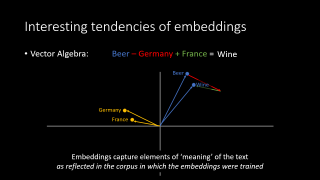 Interesting tendencies of embeddings
• Vector Algebra: Beer – Germany + France = Wine
Beer
Wine
Germany
France
Embeddings capture elements of 'meaning' of the text
as reflected in the corpus in which the embeddings were trained